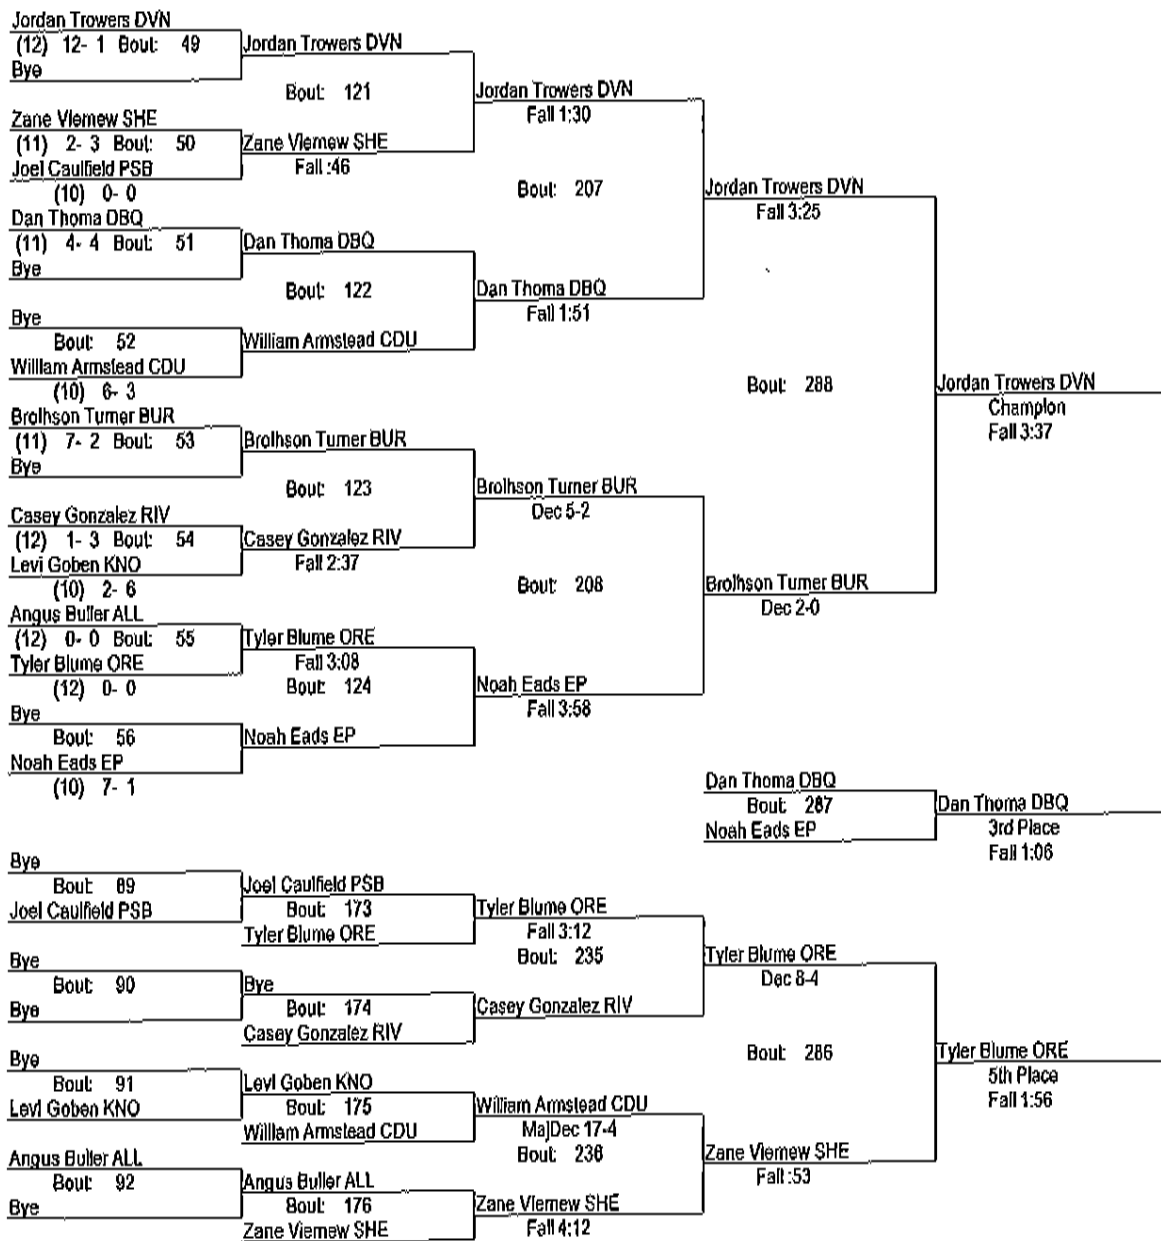 Jordan Trowers DVN
(12) 12- 1 Bout: 49
Bye
Jordan Trowers DVN
Bout: 121
Zane Viernew SHE
(11) 2- 3 Bout: 50
Joel Caulfield PSB
(10) 0- 0
Zane Viernew SHE
Fall :46
Jordan Trowers DVN
Fall 1:30
Bout: 207
Dan Thoma DBQ
(11) 4- 4 Bout: 51
Bye
Dan Thoma DBQ
Bout: 122
Bye
Bout: 52
William Armstead CDU
(10) 6- 3
William Armstead CDU
Dan Thoma DBQ
Fall 1:51
Jordan Trowers DVN
Fall 3:25
Bout: 288
Brolhson Turner BUR
(11) 7- 2 Bout: 53
Bye
Brolhson Turner BUR
Bout: 123
Casey Gonzalez RIV
(12) 1- 3 Bout: 54
Levi Goben KNO
(10) 2- 6
Casey Gonzalez RIV
Fall 2:37
Brolhson Turner BUR
Dec 5-2
Bout: 208
Angus Buller ALL
(12) 0- 0 Bout: 55
Tyler Blume ORE
(12) 0- 0
Tyler Blume ORE
Fall 3:08
Bout: 124
Bye
Bout: 56
Noah Eads EP
(10) 7- 1
Noah Eads EP
Noah Eads EP
Fall 3:58
Brolhson Turner BUR
Dec 2-0
Jordan Trowers DVN
Champion
Fall 3:37
Dan Thoma DBQ
Bout: 287
Noah Eads EP
Dan Thoma DBQ
3rd Place
Fall 1:06
Bye
Bout: 89
Joel Caulfield PSB
Joel Caulfield PSB
Bout: 173
Tyler Blume ORE
Tyler Blume ORE
Fall 3:12
Bout: 235
Bye
Bout: 90
Bye
Bye
Bout: 174
Casey Gonzalez RIV
Casey Gonzalez RIV
Tyler Blume ORE
Dec 8-4
Bout: 286
Bye
Bout: 91
Levi Goben KNO
Levi Goben KNO
Bout: 175
William Armstead CDU
William Armstead CDU
MajDec 17-4
Bout: 236
Angus Buller ALL
Bout: 92
Bye
Angus Buller ALL
Bout: 176
Zane Viernew SHE
Zane Viernew SHE
Fall 4:12
Zane Viernew SHE
Fall :53
Tyler Blume ORE
5th Place
Fall 1:56